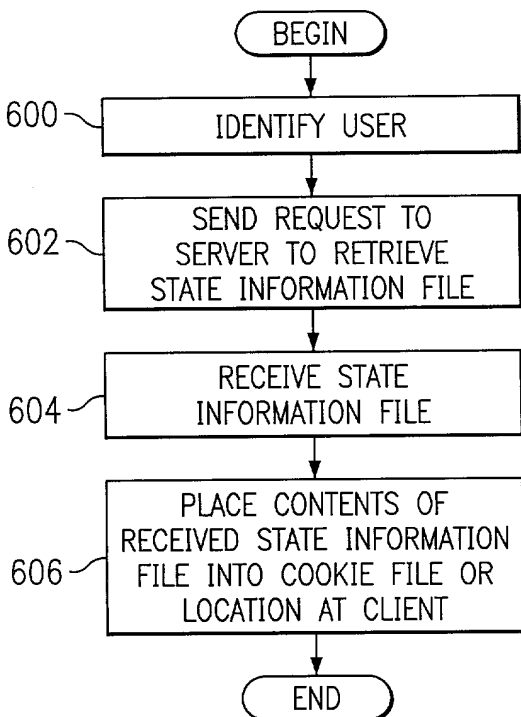 BEGIN
600
IDENTIFY USER
602
SEND REQUEST TO
SERVER TO RETRIEVE
STATE INFORMATION FILE
604
RECEIVE STATE
INFORMATION FILE
606
PLACE CONTENTS OF
RECEIVED STATE INFORMATION
FILE INTO COOKIE FILE OR
LOCATION AT CLIENT
END